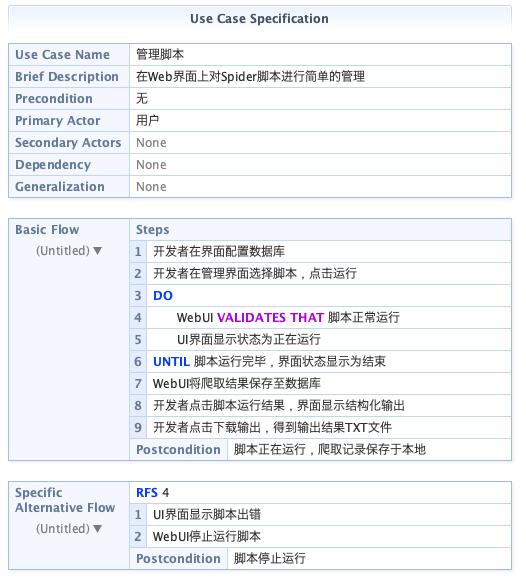 Use Case Specification
Use Case Name 管理脚本
Brief Description 在Web界面上对Spider脚本进行简单的管理
Precondition 无
Primary Actor 用户
Secondary Actors None
Dependency None
Generalization None
Basic Flow Steps
(Untitled) ▼ 1 开发者在界面配置数据库
2 开发者在管理界面选择脚本，点击运行
3 DO
4 WebUI VALIDATES THAT 脚本正常运行
5 UI界面显示状态为正在运行
6 UNTIL 脚本运行完毕，界面状态显示为结束
7 WebUI将爬取结果保存至数据库
8 开发者点击脚本运行结果，界面显示结构化输出
9 开发者点击下载输出，得到输出结果TXT文件
Postcondition 脚本正在运行，爬取记录保存于本地
Specific RFS 4
Alternative Flow 1 UI界面显示脚本出错
(Untitled) ▼ 2 WebUI停止运行脚本
Postcondition 脚本停止运行